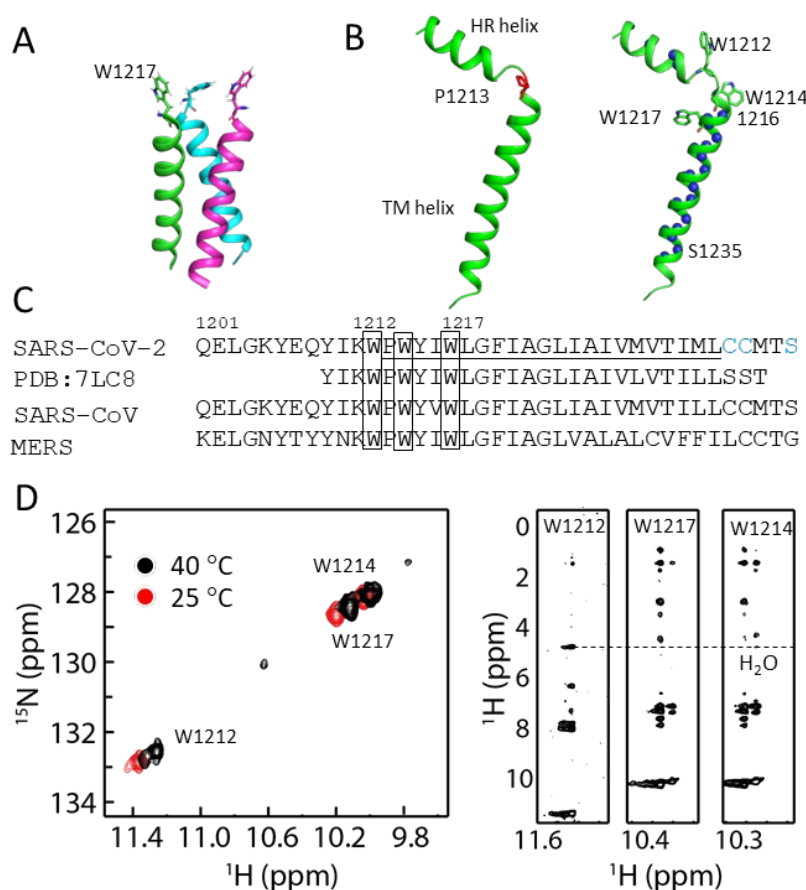 A
W1217
B
HR helix
P1213
TM helix
W1212
W1214
W1217
1216
S1235
C
1201 1212 1217
SARS-CoV-2 QELGKYEQYIKWPWYIWLGFIAGLIAIVMVTIMLCCMTS
PDB:7LC8 YIKWPWYIWLGFIAGLIAIVLVTILLSST
SARS-CoV QELGKYEQYIKWPWYVWLGFIAGLIAIVMVTILLCCMTS
MERS KELGNYTYYNKWPWYIWLGFIAGLVALALCVFFILCCTG
D
126
128
130
132
134
¹⁵N (ppm)
40 °C
25 °C
W1214
W1217
W1212
11.4 11.0 10.6 10.2 9.8
¹H (ppm)
0
2
4
6
8
10
¹H (ppm)
W1212 W1217 W1214
H₂O
11.6 10.4 10.3
¹H (ppm)